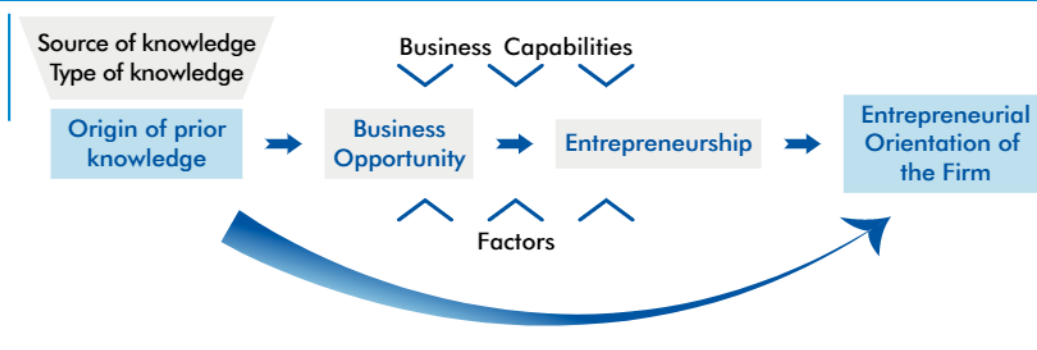 Source of knowledge
Type of knowledge
Business Capabilities
Origin of prior
knowledge
Business
Opportunity
Entrepreneurship
Entrepreneurial
Orientation of
the Firm
Factors